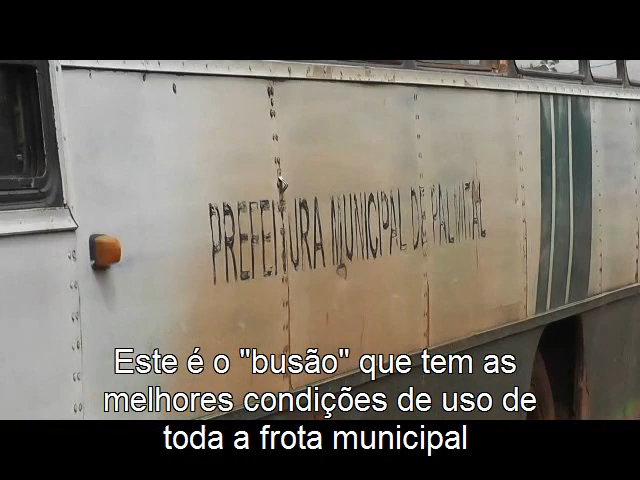 PREFEITURA MUNICIPAL DE PALMITAL
Este é o "busão" que tem as
melhores condições de uso de
toda a frota municipal